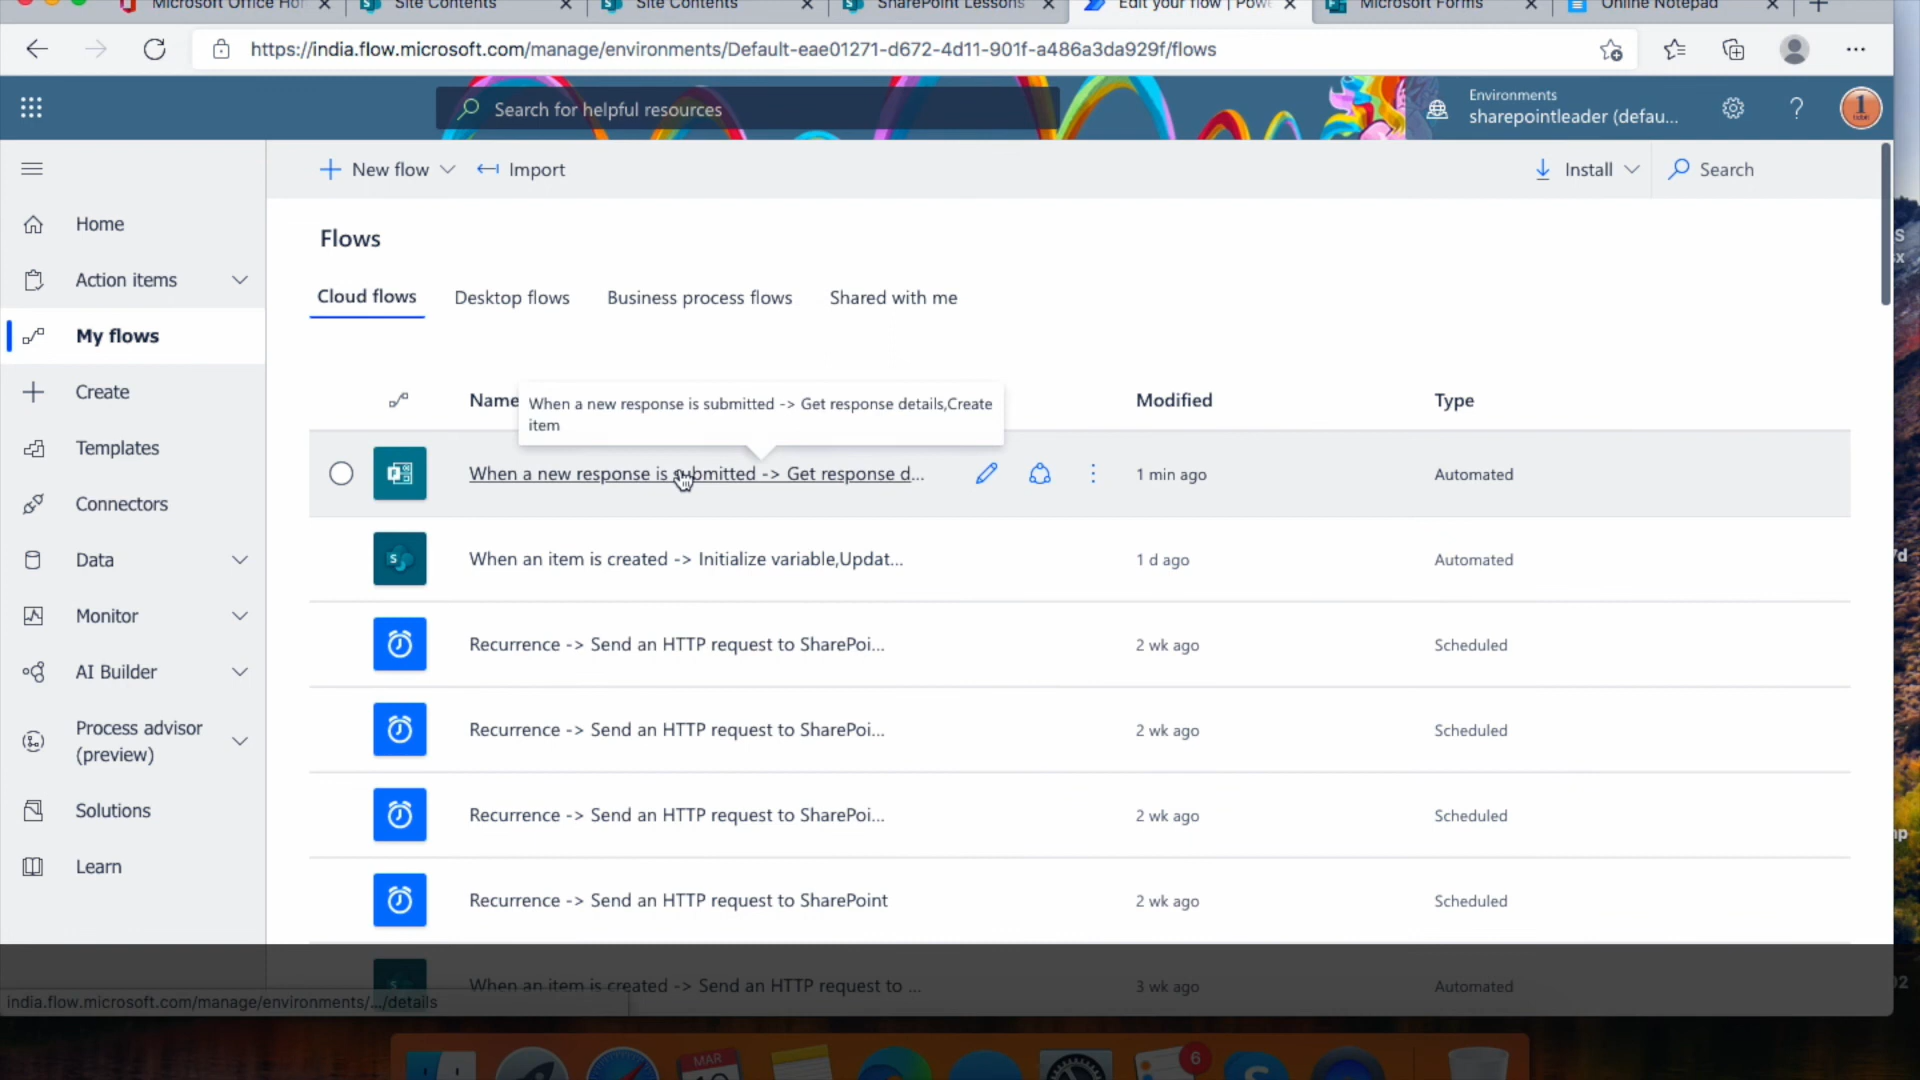 Microsoft Office Ho
Site Contents
Site Contents
SharePoint Lessons
Edit your flow | Pow
Microsoft Forms
Online Notepad
https://india.flow.microsoft.com/manage/environments/Default-eae01271-d672-4d11-901f-a486a3da929f/flows
Search for helpful resources
Environments
sharepointleader (defau...
New flow
Import
Install
Search
Home
Action items
My flows
Create
Templates
Connectors
Data
Monitor
AI Builder
Process advisor
(preview)
Solutions
Learn
Flows
Cloud flows
Desktop flows
Business process flows
Shared with me
Name
Modified
Type
When a new response is submitted -> Get response details,Create
item
When a new response is submitted -> Get response d...
1 min ago
Automated
When an item is created -> Initialize variable,Updat...
1 d ago
Automated
Recurrence -> Send an HTTP request to SharePoi...
2 wk ago
Scheduled
Recurrence -> Send an HTTP request to SharePoi...
2 wk ago
Scheduled
Recurrence -> Send an HTTP request to SharePoi...
2 wk ago
Scheduled
Recurrence -> Send an HTTP request to SharePoint
2 wk ago
Scheduled
When an item is created -> Send an HTTP request to ...
3 wk ago
Automated
india.flow.microsoft.com/manage/environments/.../details
MAR
6